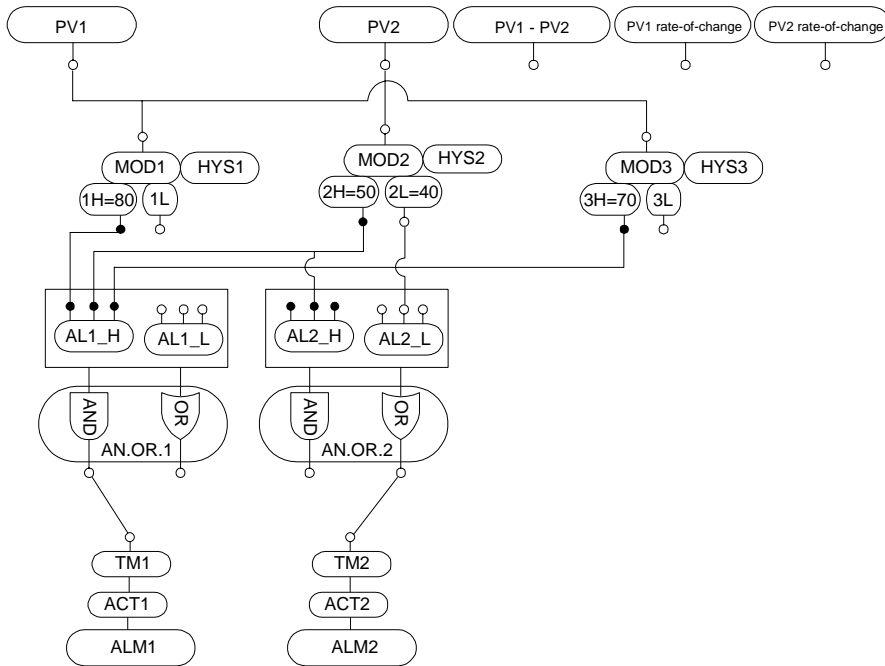 PV1
PV2
PV1 - PV2
PV1 rate-of-change
PV2 rate-of-change
MOD1
HYS1
MOD2
HYS2
MOD3
HYS3
1H=80
1L
2H=50
2L=40
3H=70
3L
AL1_H
AL1_L
AL2_H
AL2_L
AND
OR
AND
OR
AN.OR.1
AN.OR.2
TM1
TM2
ACT1
ACT2
ALM1
ALM2